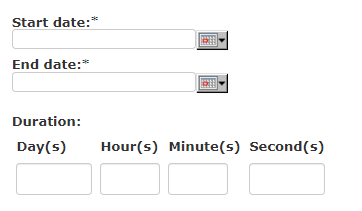 Start date:*
End date:*
Duration:
Day(s) Hour(s) Minute(s) Second(s)